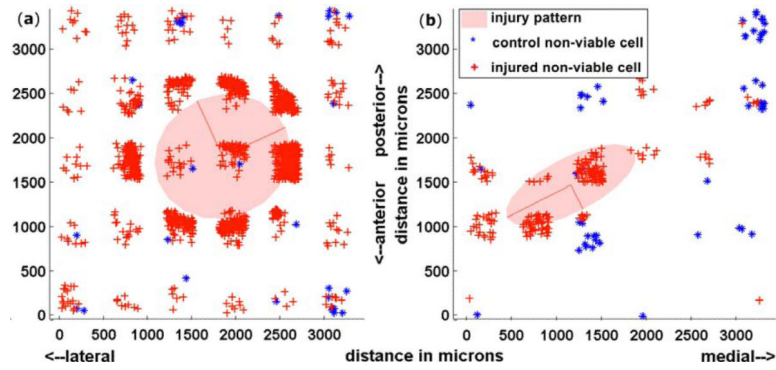 (a)
3000
2500
2000
1500
1000
500
0
0 500 1000 1500 2000 2500 3000
<--lateral
<--anterior posterior-->
distance in microns
(b)
injury pattern
control non-viable cell
injured non-viable cell
3000
2500
2000
1500
1000
500
0
0 500 1000 1500 2000 2500 3000
distance in microns
medial-->